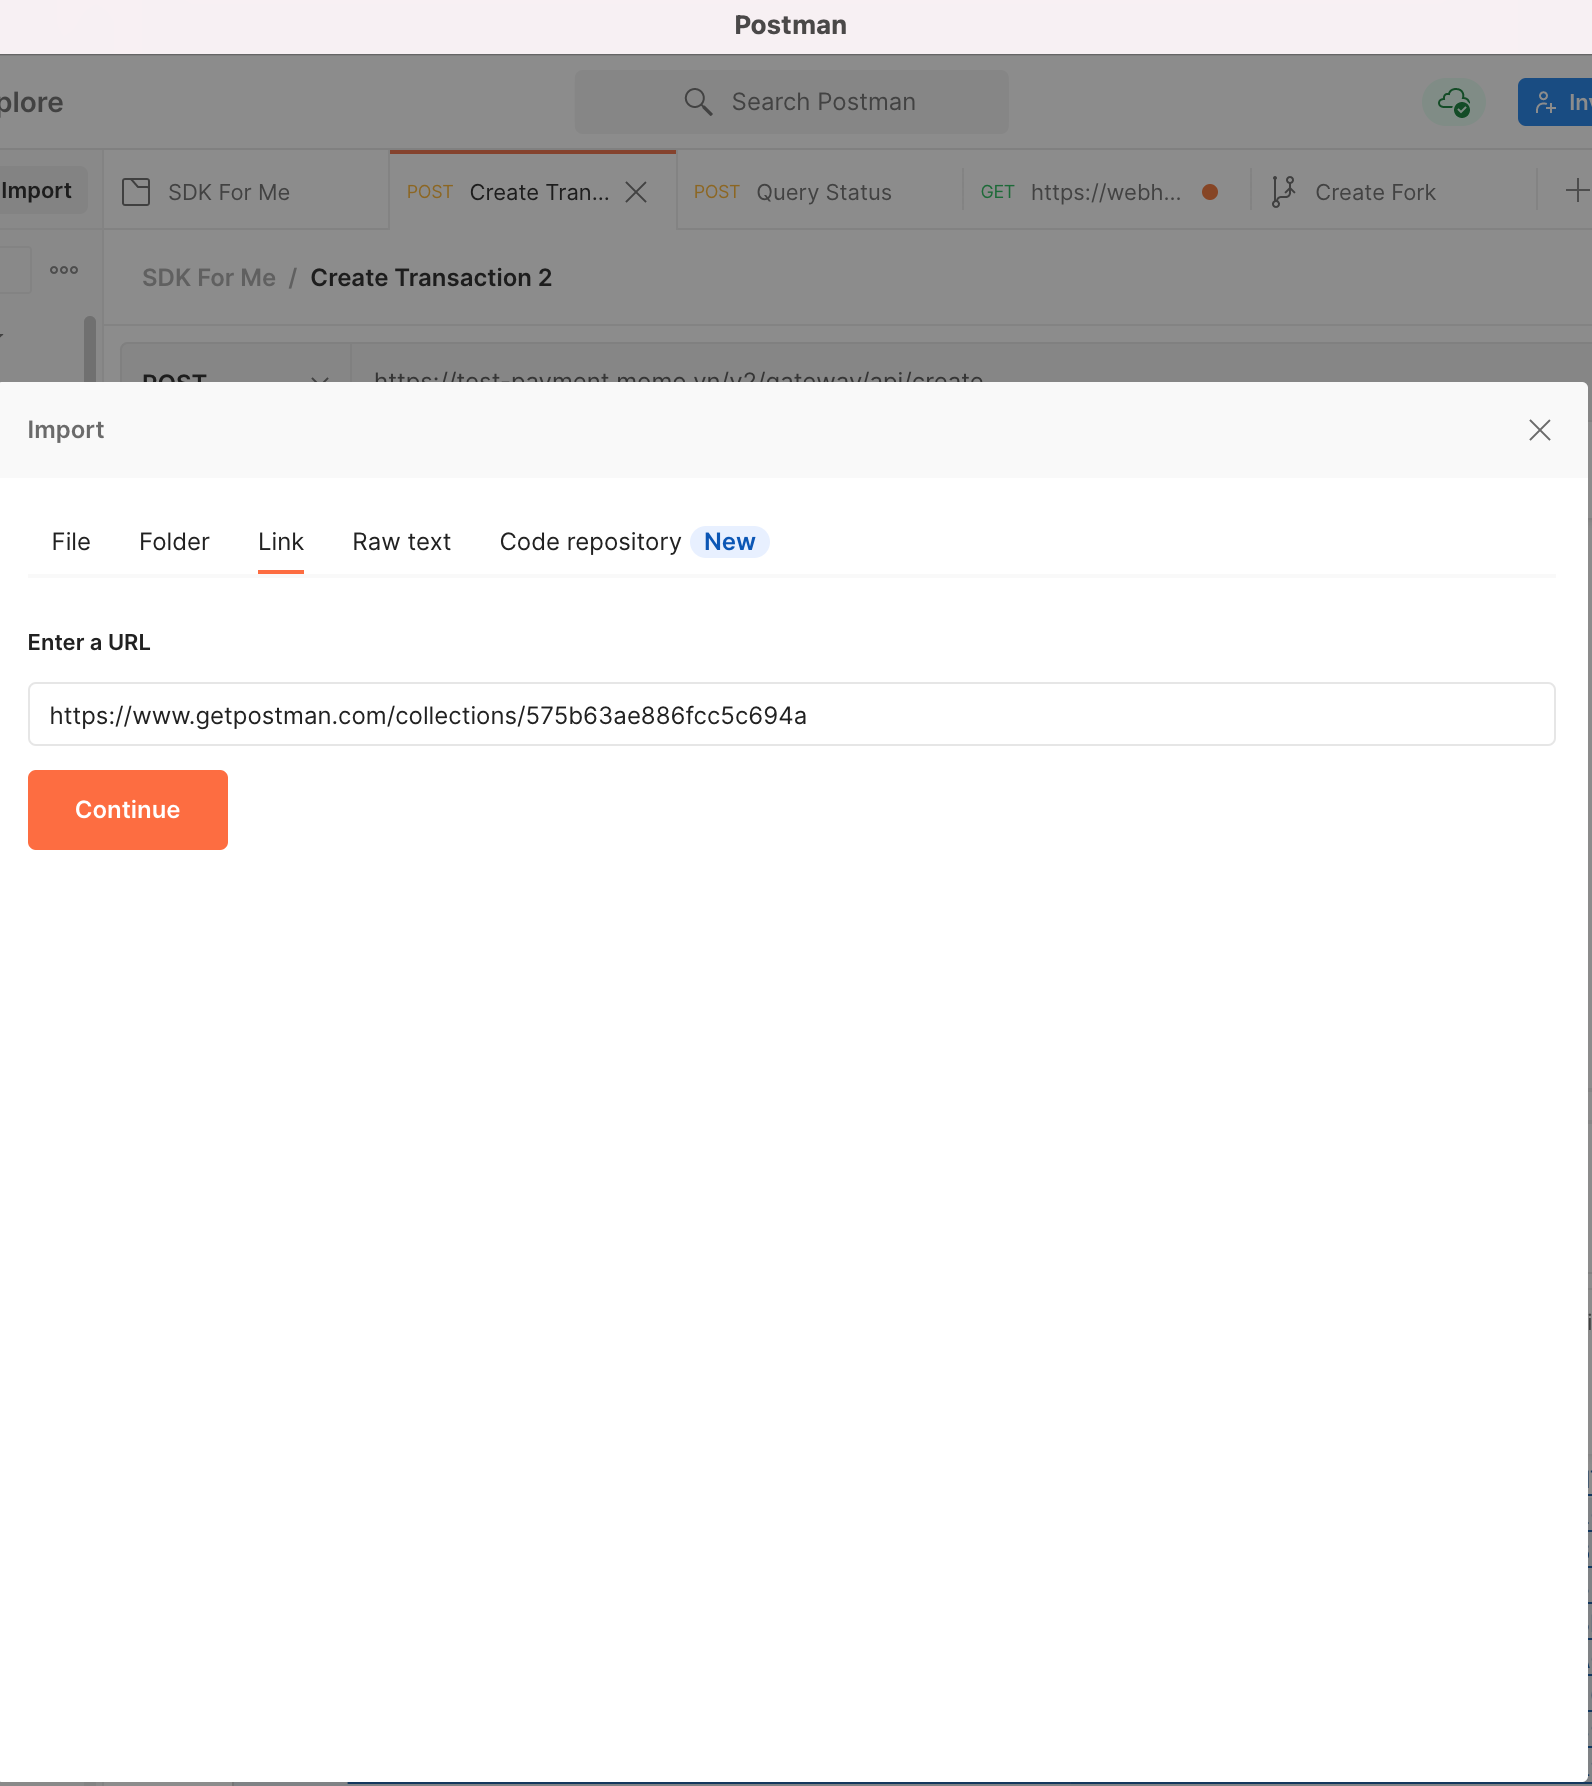 Postman
plore
Search Postman
Inv
Import
SDK For Me
POST Create Tran...
POST Query Status
GET https://webh...
Create Fork
SDK For Me / Create Transaction 2
POST
https://test-payment.momo.vn/v2/gateway/api/create
Import
File
Folder
Link
Raw text
Code repository New
Enter a URL
https://www.getpostman.com/collections/575b63ae886fcc5c694a
Continue